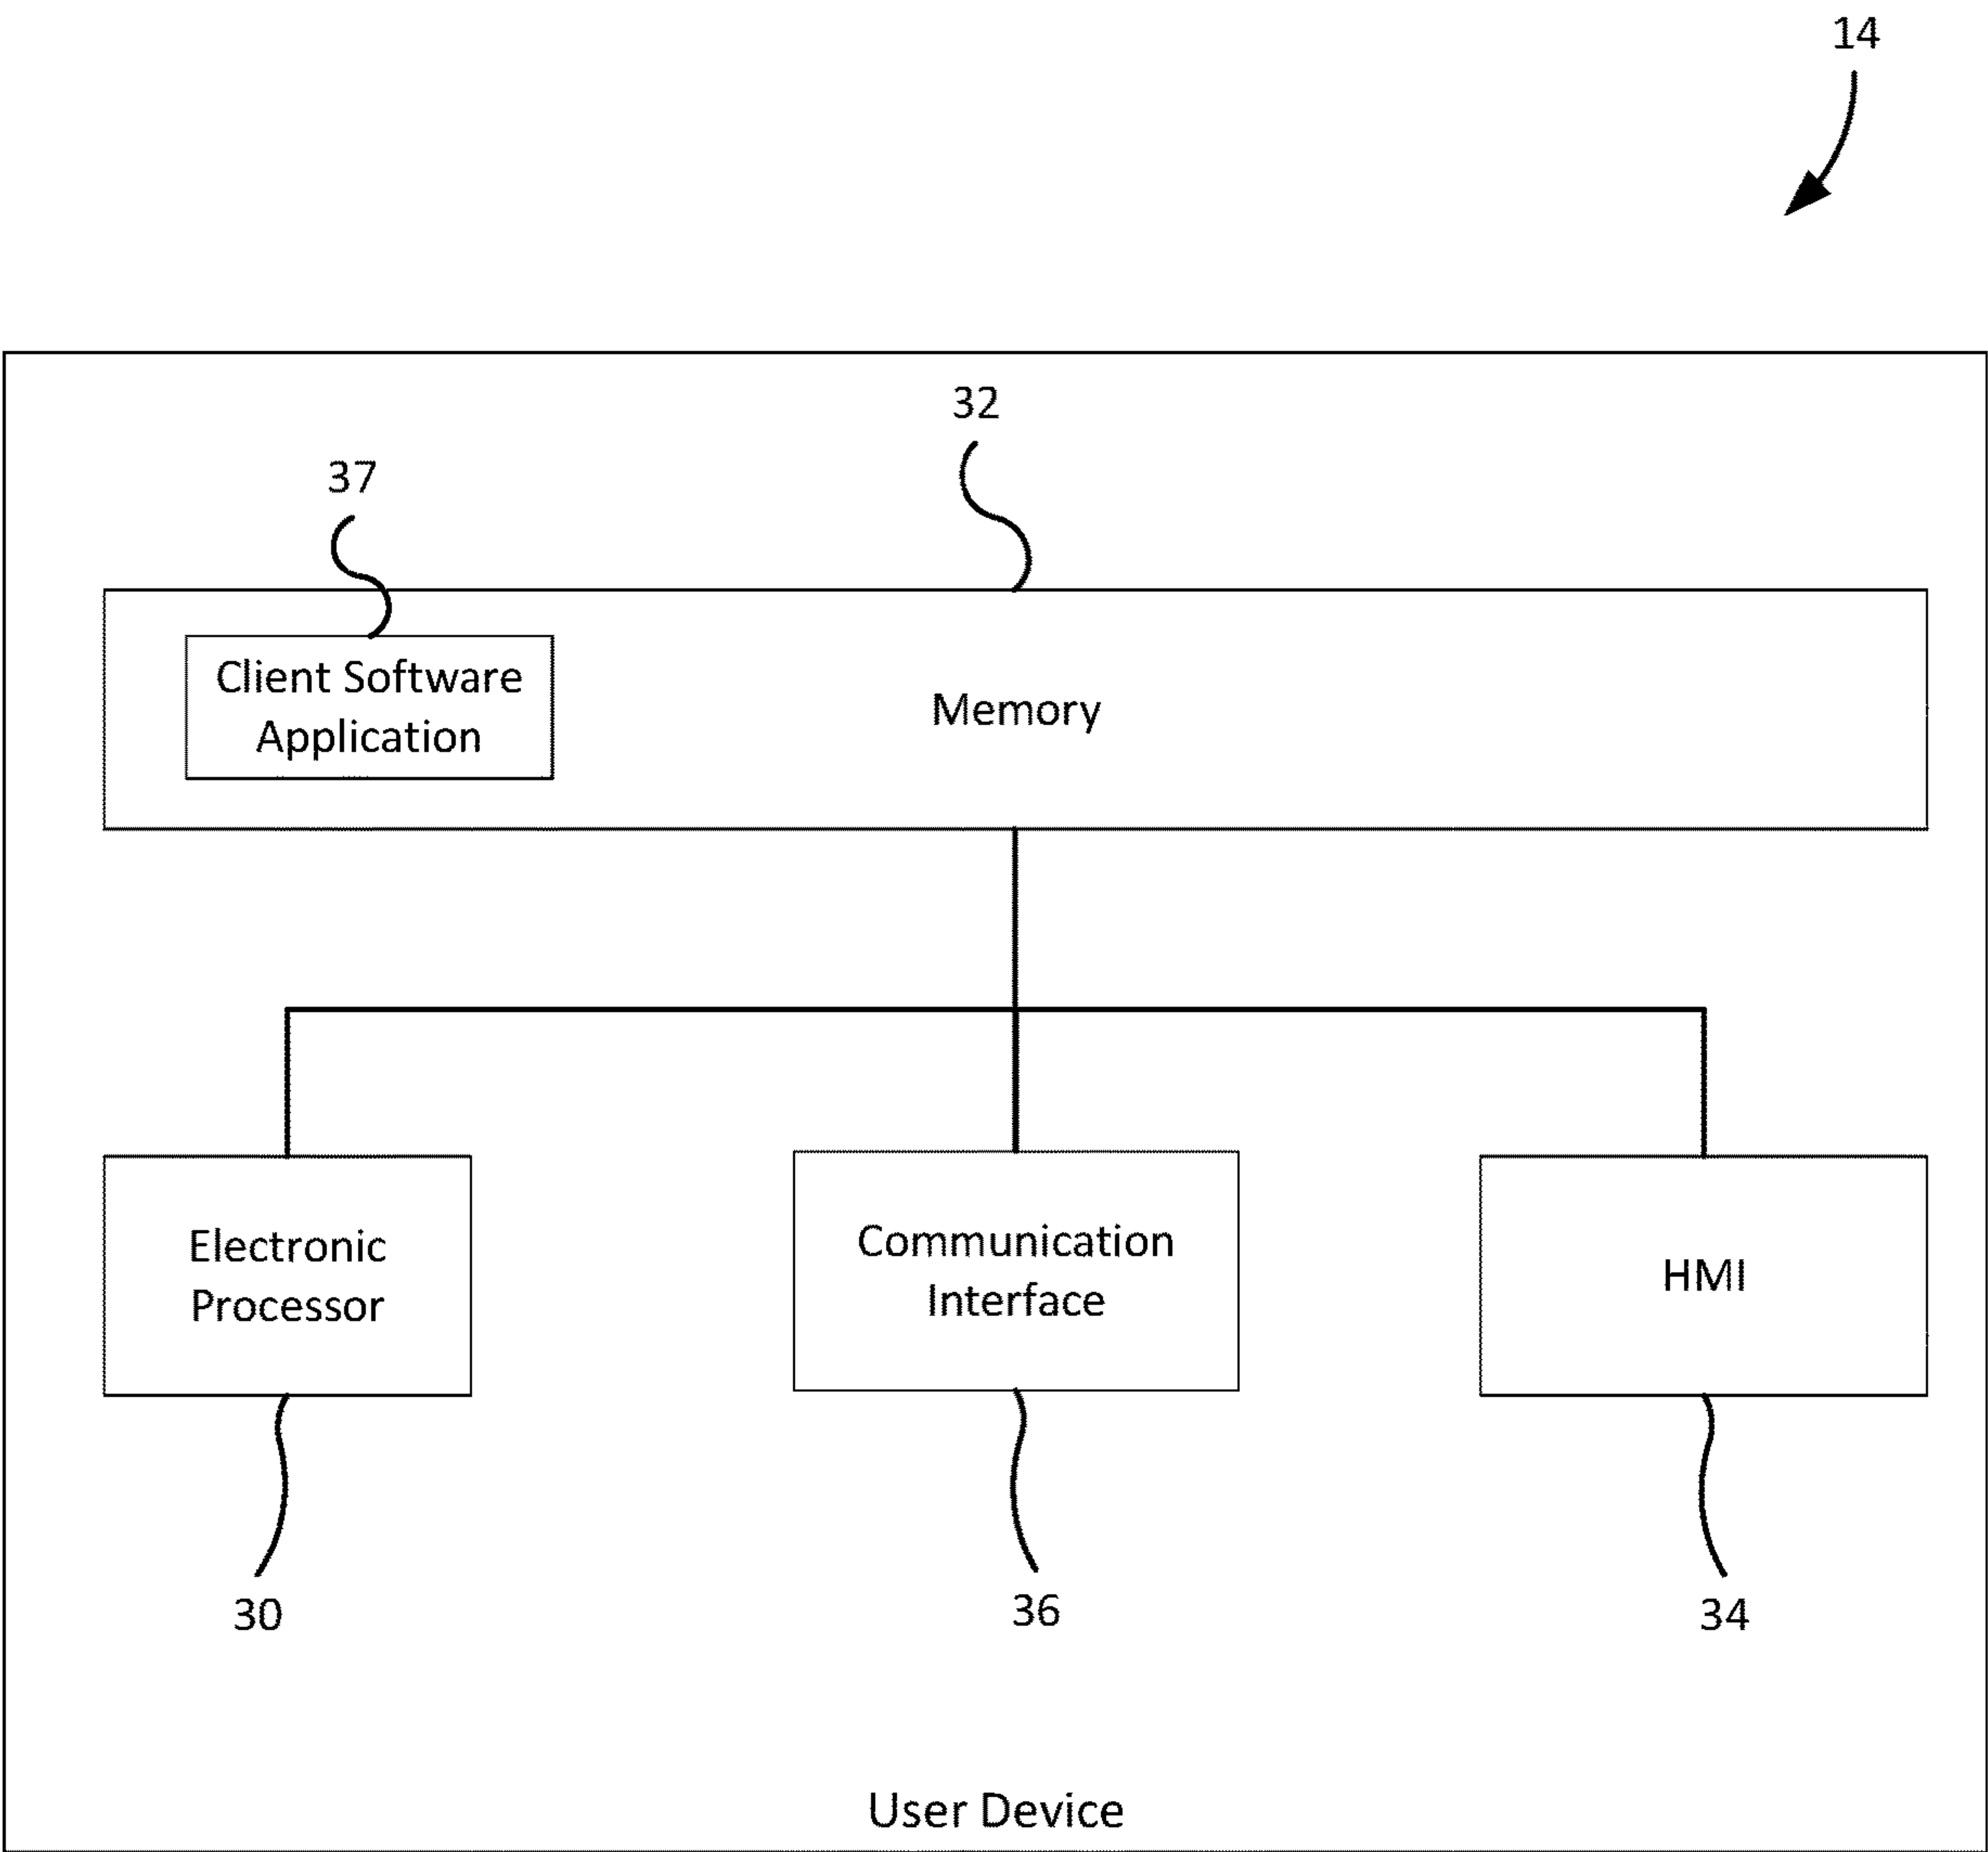 14
32
37
Client Software
Application
Memory
Electronic
Processor
Communication
Interface
HMI
30
36
34
User Device